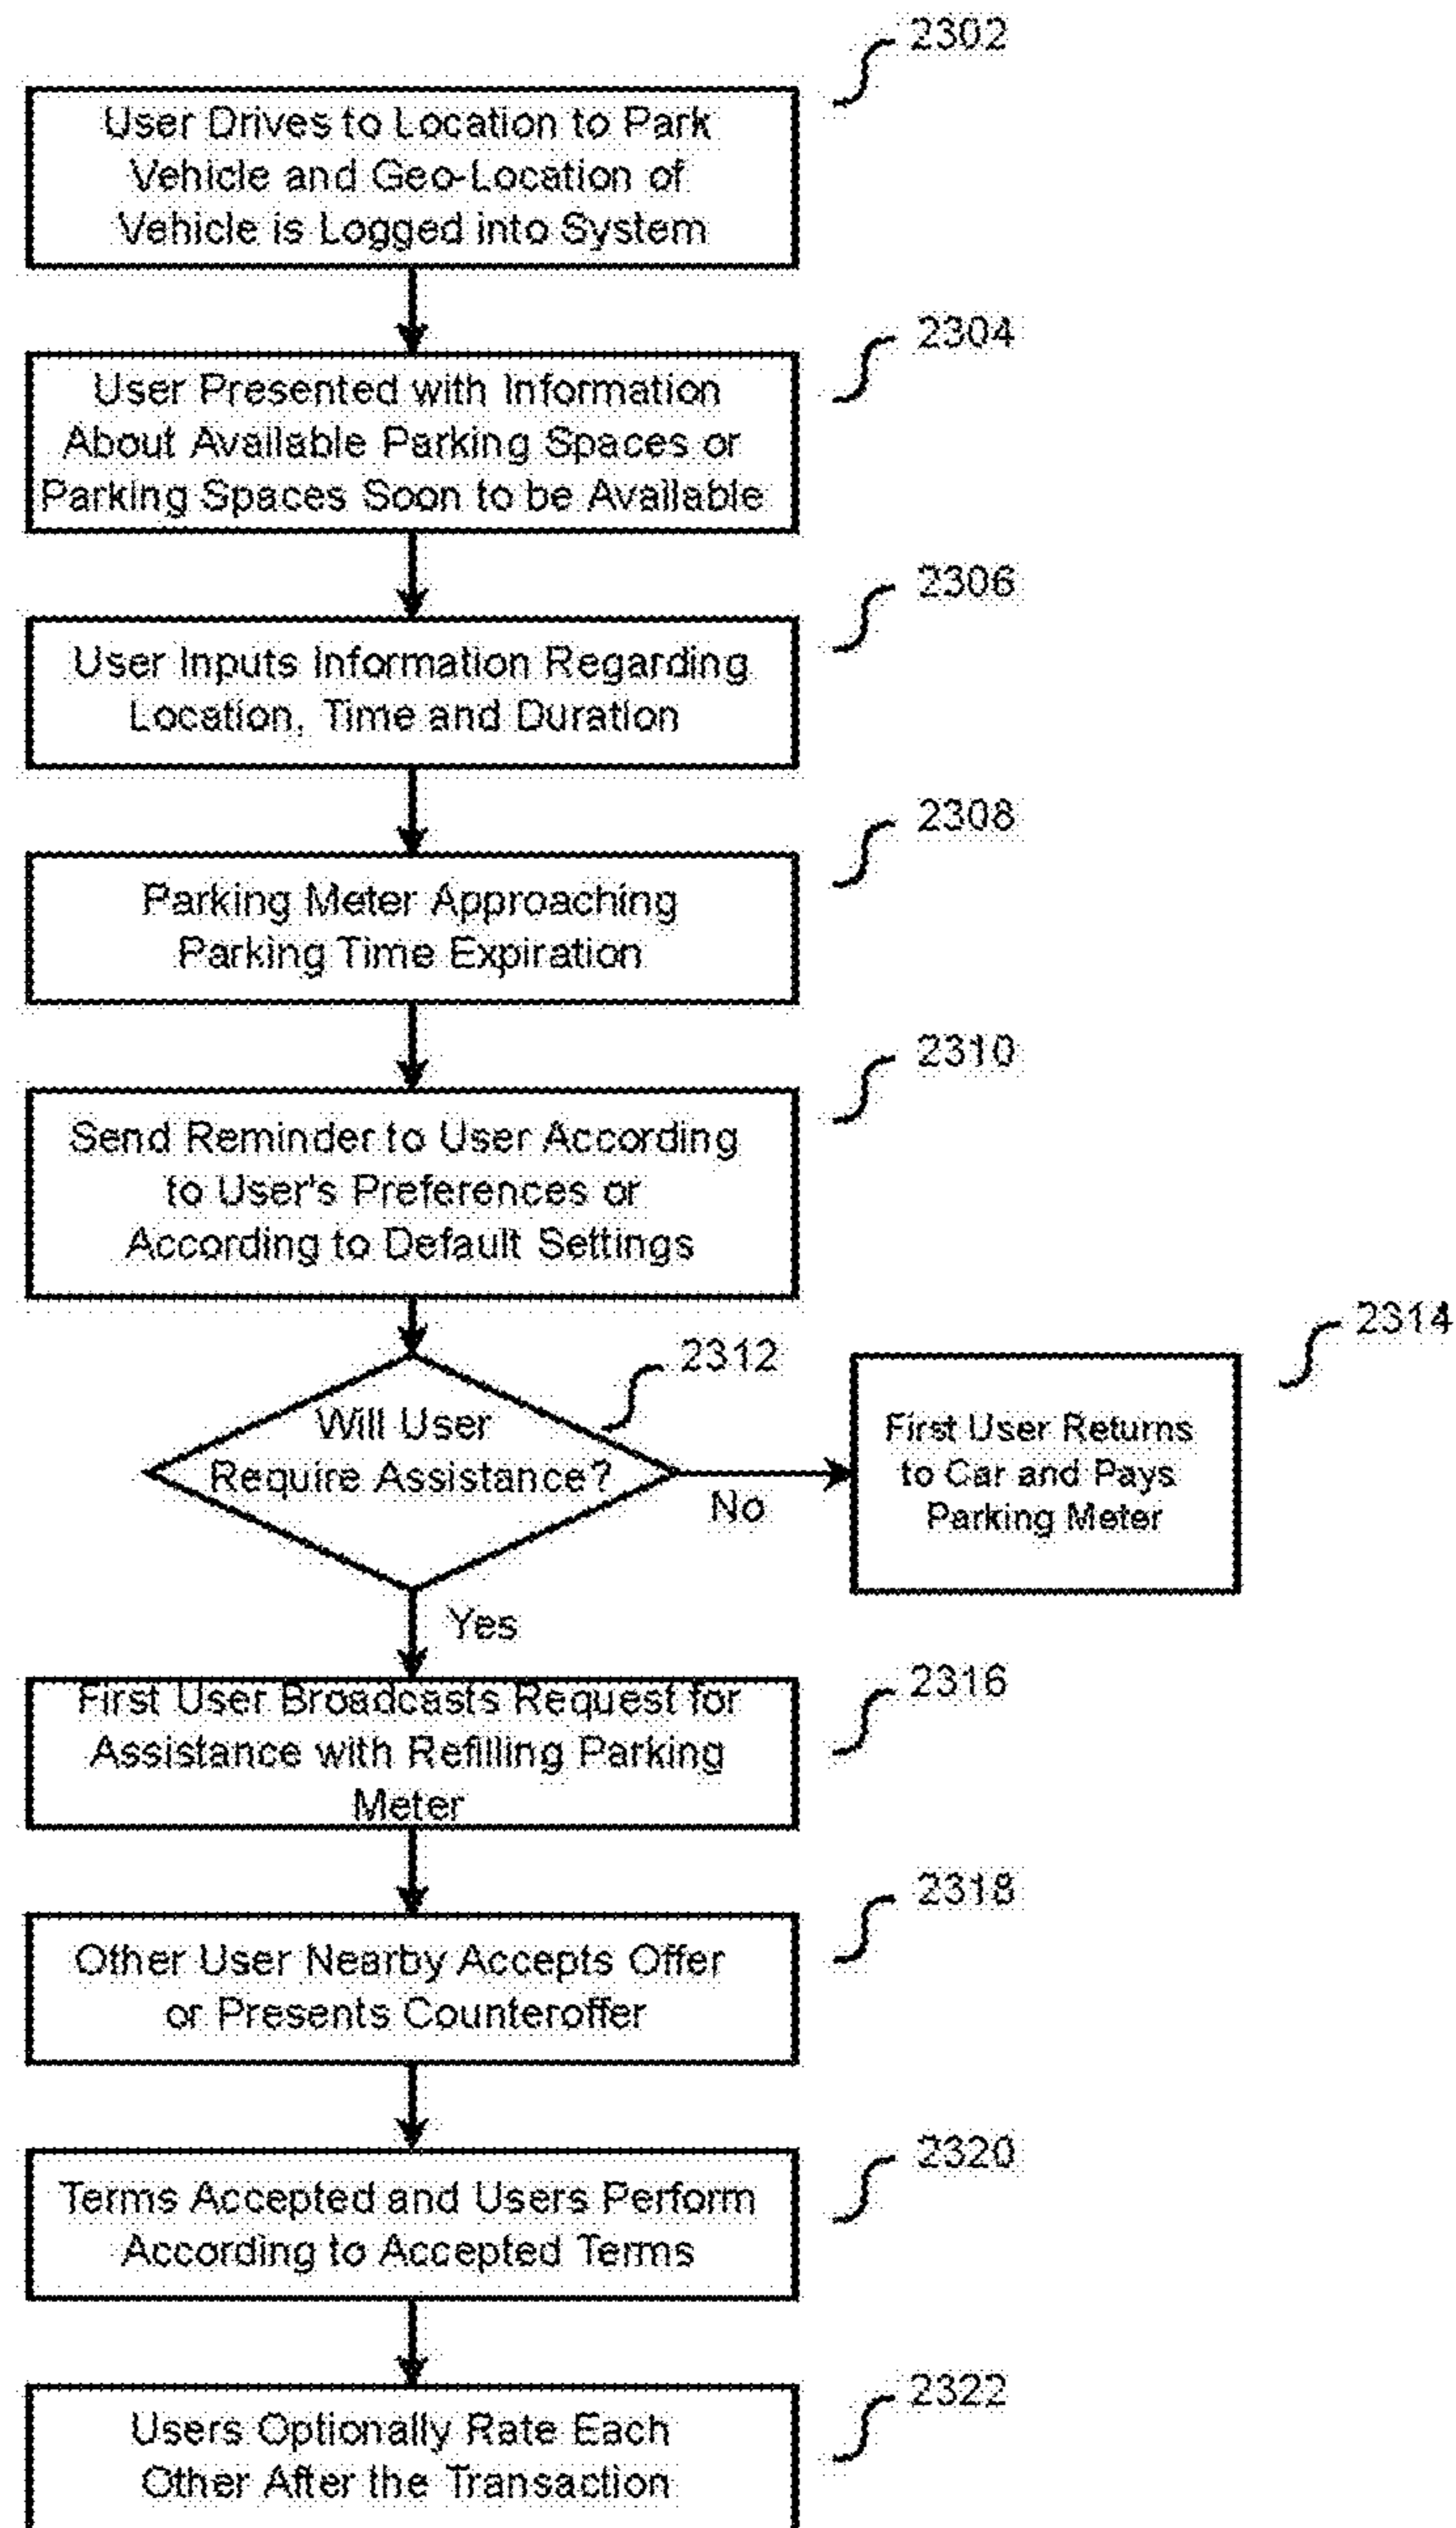 2302
User Drives to Location to Park
Vehicle and Geo-Location of
Vehicle is Logged into System
2304
User Presented with Information
About Available Parking Spaces or
Parking Spaces Soon to be Available
2306
User Inputs Information Regarding
Location, Time and Duration
2308
Parking Meter Approaching
Parking Time Expiration
2310
Send Reminder to User According
to User's Preferences or
According to Default Settings
2312
Will User
Require Assistance?
No
2314
First User Returns
to Car and Pays
Parking Meter
Yes
2316
First User Broadcasts Request for
Assistance with Refilling Parking
Meter
2318
Other User Nearby Accepts Offer
or Presents Counteroffer
2320
Terms Accepted and Users Perform
According to Accepted Terms
2322
Users Optionally Rate Each
Other After the Transaction